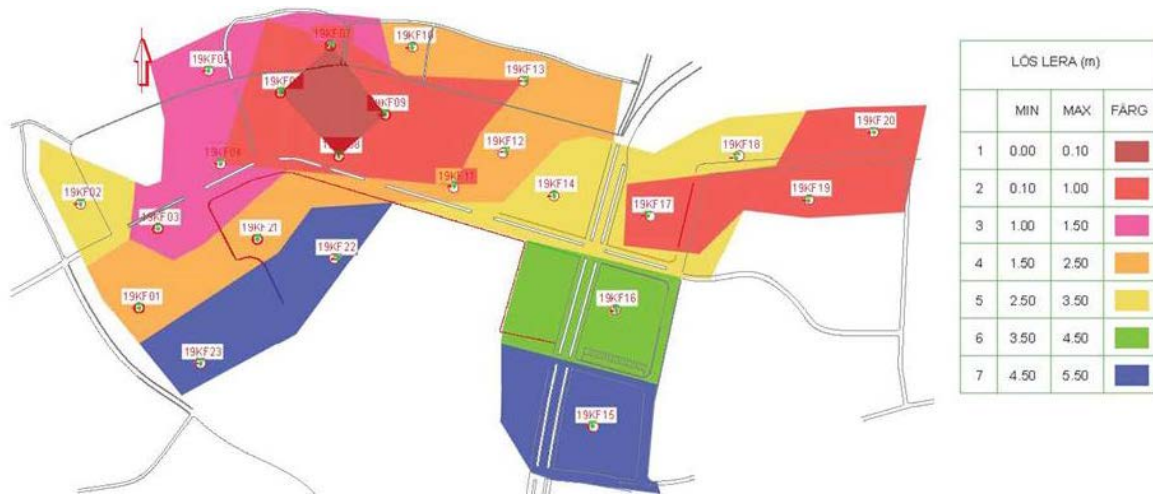 19KF07
19KF10
19KF05
19KF13
19KF09
19KF20
19KF12
19KF18
19KF04
19KF11
19KF02
19KF14
19KF19
19KF03
19KF17
19KF21
19KF22
19KF16
19KF01
19KF23
19KF15
LÖS LERA (m)
MIN MAX FÄRG
1 0.00 0.10
2 0.10 1.00
3 1.00 1.50
4 1.50 2.50
5 2.50 3.50
6 3.50 4.50
7 4.50 5.50